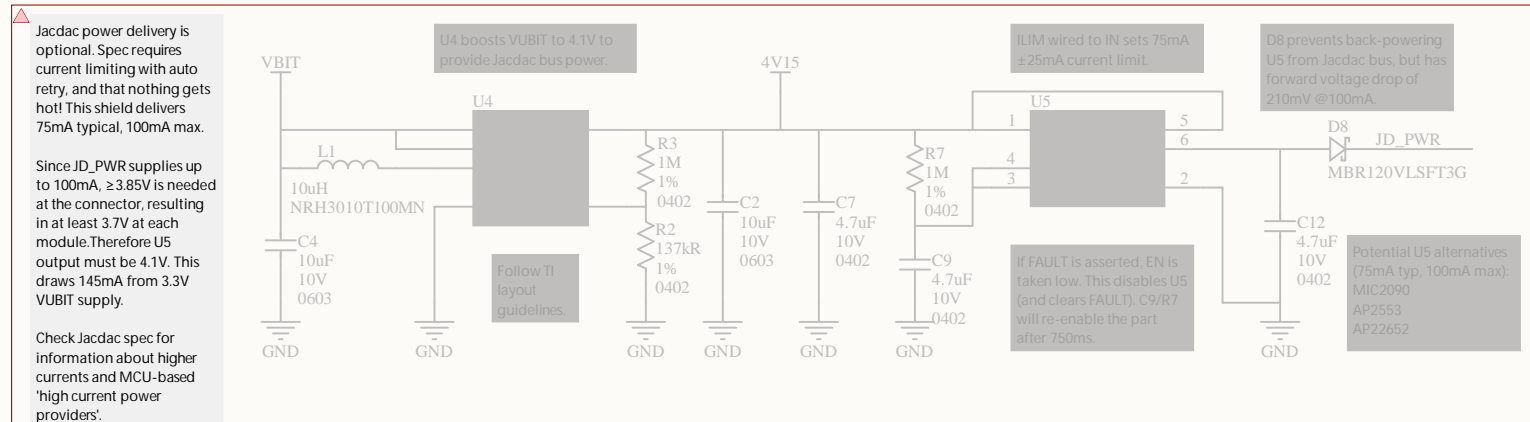 Jacdac power delivery is
optional. Spec requires
current limiting with auto
retry, and that nothing gets
hot! This shield delivers
75mA typical, 100mA max.
Since JD_PWR supplies up
to 100mA, ≥3.85V is needed
at the connector, resulting
in at least 3.7V at each
module.Therefore U5
output must be 4.1V. This
draws 145mA from 3.3V
VUBIT supply.
Check Jacdac spec for
information about higher
currents and MCU-based
'high current power
providers'.
VBIT
U4 boosts VUBIT to 4.1V to
provide Jacdac bus power.
U4
L1
10uH
NRH3010T100MN
C4
10uF
10V
0603
GND
GND
Follow TI
layout
guidelines.
R3
1M
1%
0402
R2
137kR
1%
0402
GND
C2
10uF
10V
0603
GND
4V15
C7
4.7uF
10V
0402
GND
R7
1M
1%
0402
C9
4.7uF
10V
0402
GND
ILIM wired to IN sets 75mA
±25mA current limit.
U5
1
4
3
5
6
2
If FAULT is asserted, EN is
taken low. This disables U5
(and clears FAULT). C9/R7
will re-enable the part
after 750ms.
D8 prevents back-powering
U5 from Jacdac bus, but has
forward voltage drop of
210mV @100mA.
D8
JD_PWR
MBR120VLSFT3G
C12
4.7uF
10V
0402
GND
Potential U5 alternatives
(75mA typ, 100mA max):
MIC2090
AP2553
AP22652